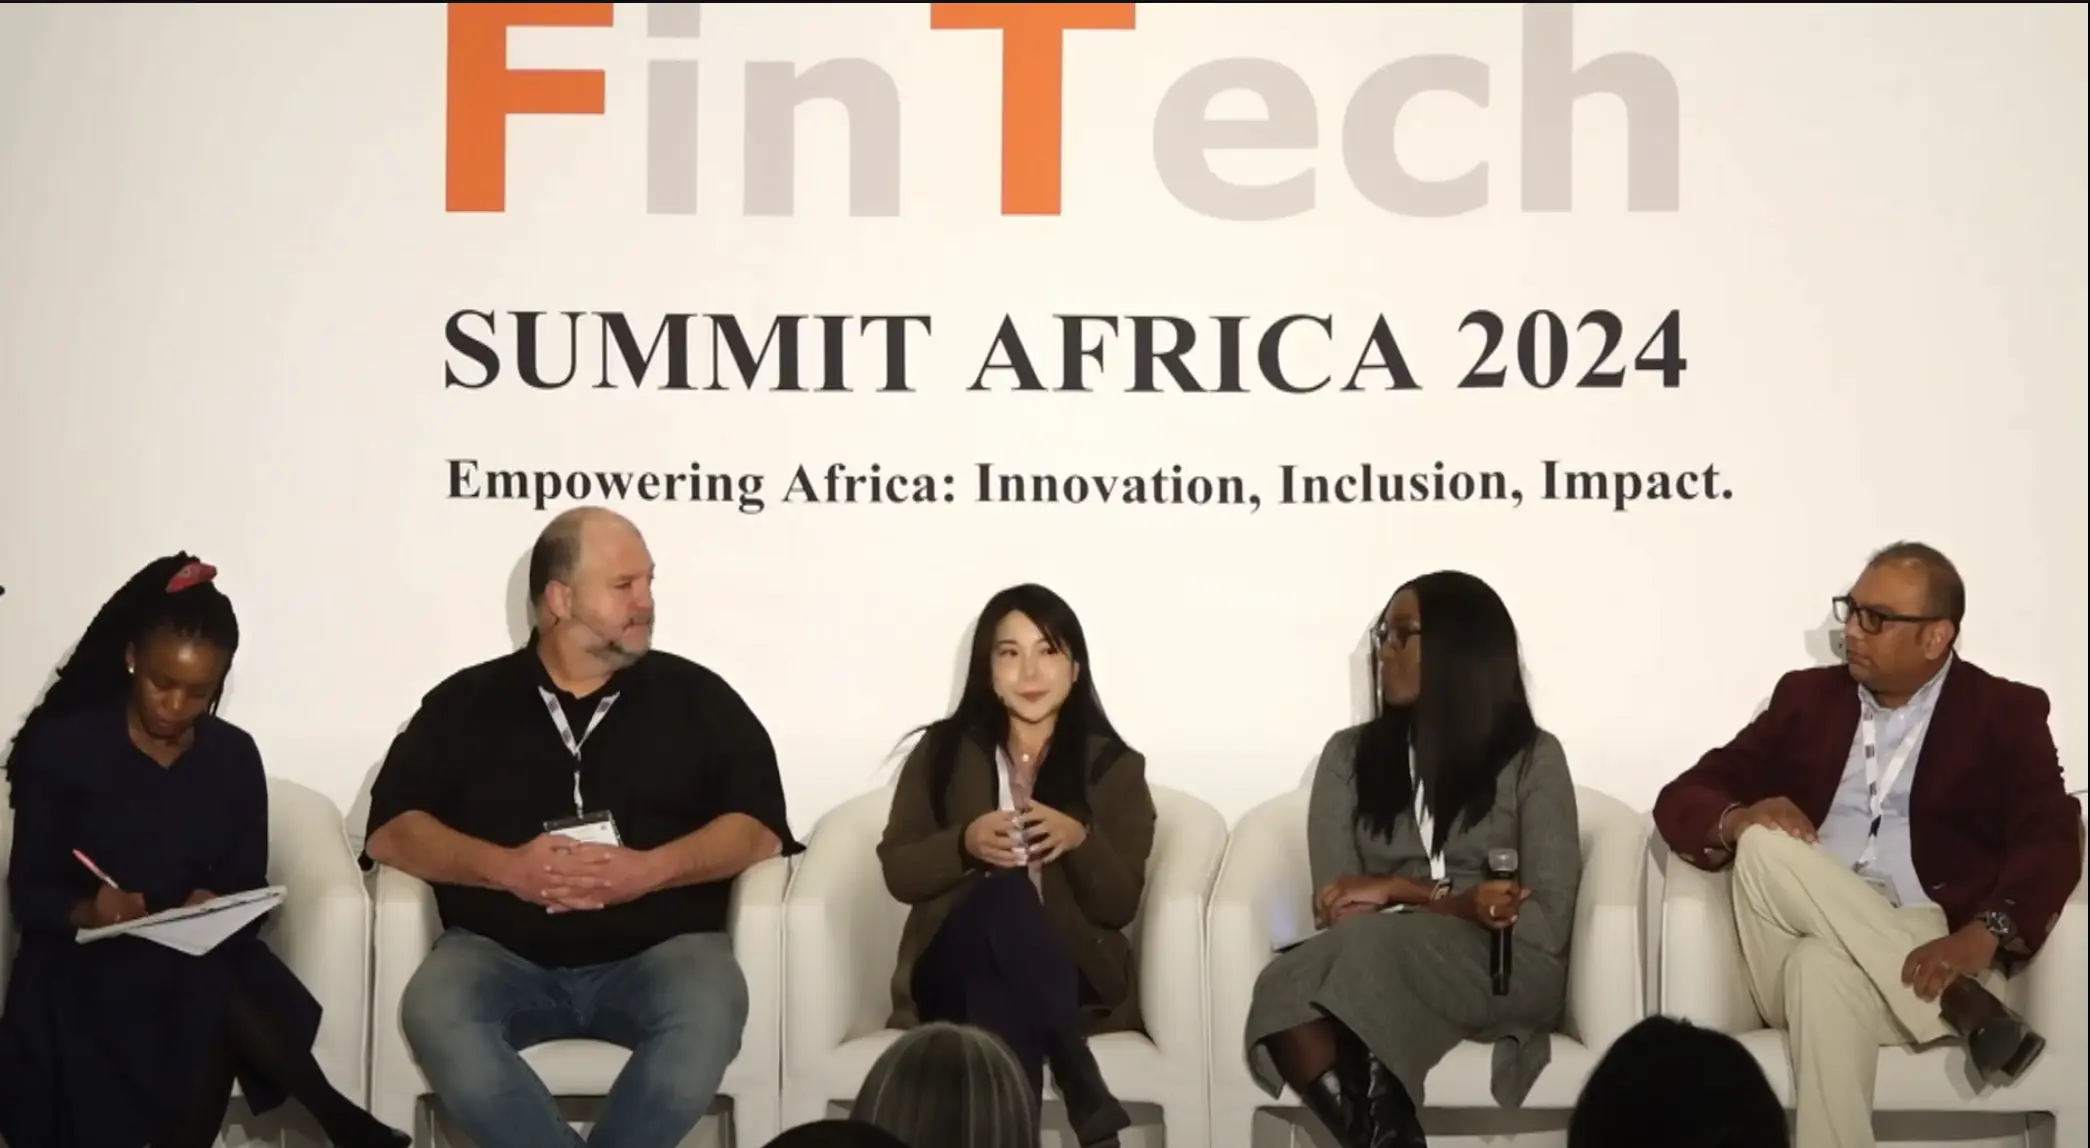 FinTech
SUMMIT AFRICA 2024
Empowering Africa: Innovation, Inclusion, Impact.